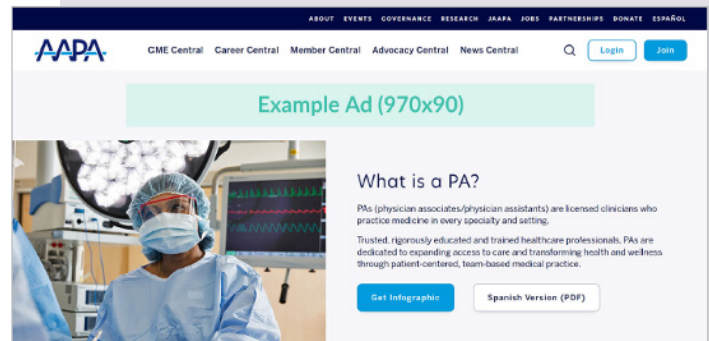 ABOUT EVENTS GOVERNANCE RESEARCH JAAPA JOBS PARTNERSHIPS DONATE ESPAÑOL
AAPA CME Central Career Central Member Central Advocacy Central News Central Login Join
Example Ad (970x90)
What is a PA?
PAs (physician associates/physician assistants) are licensed clinicians who
practice medicine in every specialty and setting.
Trusted, rigorously educated and trained healthcare professionals. PAs are
dedicated to expanding access to care and transforming health and wellness
through patient-centered, team-based medical practice.
Get Infographic Spanish Version (PDF)